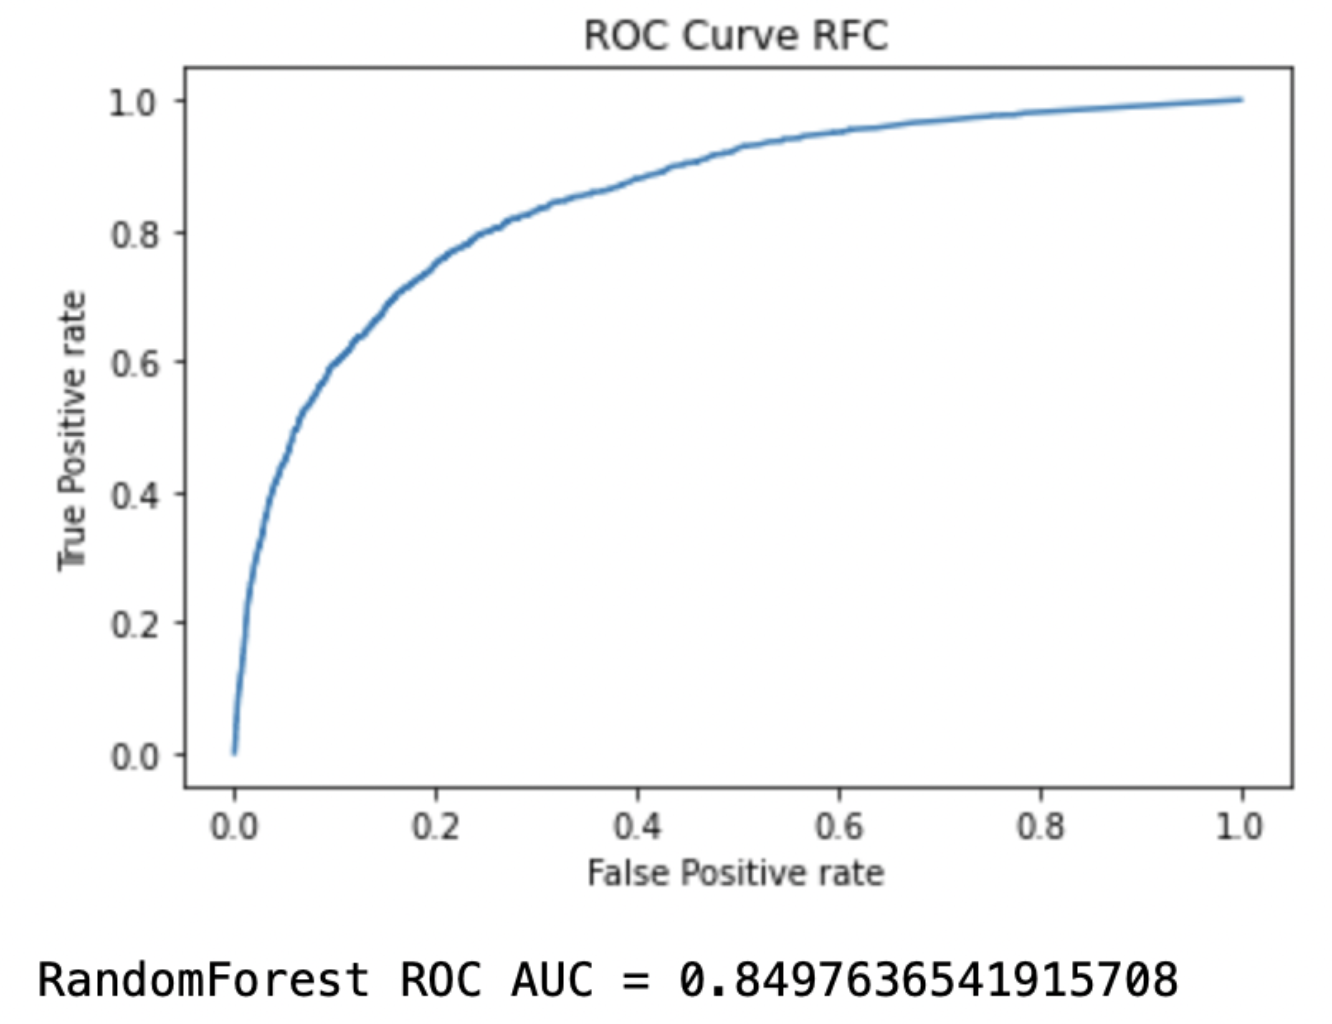 ROC Curve RFC
1.0
0.8
0.6
0.4
0.2
0.0
True Positive rate
0.0 0.2 0.4 0.6 0.8 1.0
False Positive rate
RandomForest ROC AUC = 0.8497636541915708